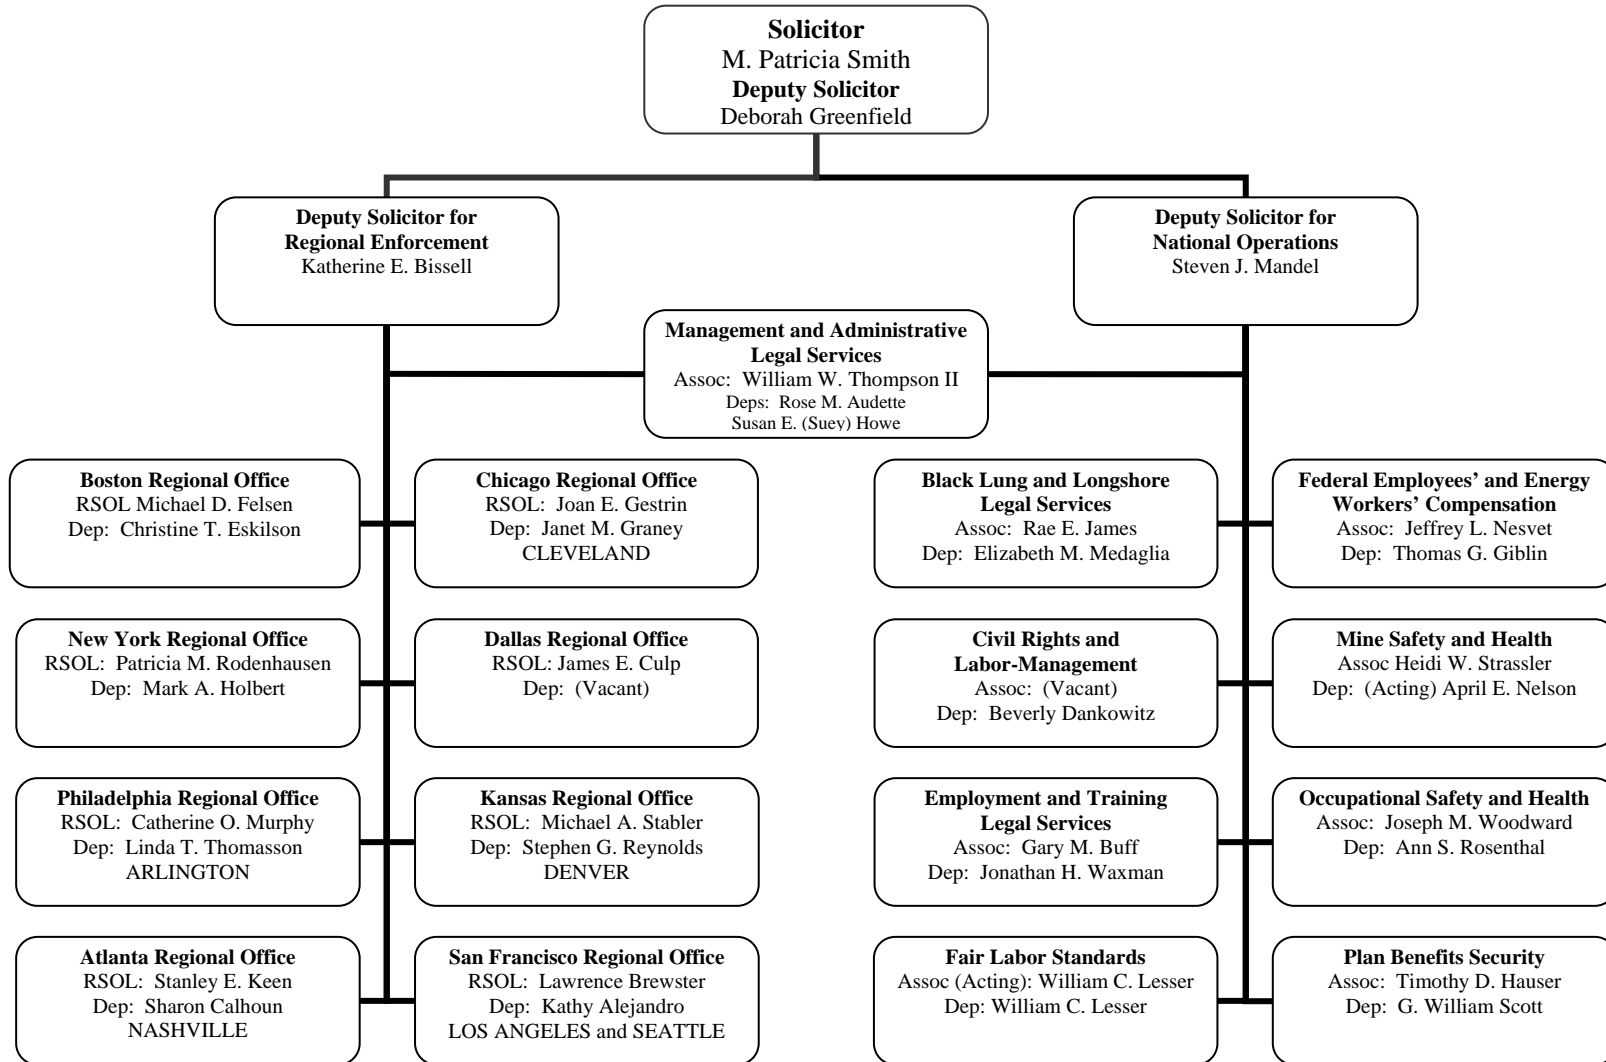 Solicitor
M. Patricia Smith
Deputy Solicitor
Deborah Greenfield
Deputy Solicitor for
Regional Enforcement
Katherine E. Bissell
Deputy Solicitor for
National Operations
Steven J. Mandel
Management and Administrative
Legal Services
Assoc: William W. Thompson II
Deps: Rose M. Audette
Susan E. (Suey) Howe
Boston Regional Office
RSOL Michael D. Felsen
Dep: Christine T. Eskilson
Chicago Regional Office
RSOL: Joan E. Gestrin
Dep: Janet M. Graney
CLEVELAND
Black Lung and Longshore
Legal Services
Assoc: Rae E. James
Dep: Elizabeth M. Medaglia
Federal Employees’ and Energy
Workers’ Compensation
Assoc: Jeffrey L. Nesvet
Dep: Thomas G. Giblin
New York Regional Office
RSOL: Patricia M. Rodenhausen
Dep: Mark A. Holbert
Dallas Regional Office
RSOL: James E. Culp
Dep: (Vacant)
Civil Rights and
Labor-Management
Assoc: (Vacant)
Dep: Beverly Dankowitz
Mine Safety and Health
Assoc Heidi W. Strassler
Dep: (Acting) April E. Nelson
Philadelphia Regional Office
RSOL: Catherine O. Murphy
Dep: Linda T. Thomasson
ARLINGTON
Kansas Regional Office
RSOL: Michael A. Stabler
Dep: Stephen G. Reynolds
DENVER
Employment and Training
Legal Services
Assoc: Gary M. Buff
Dep: Jonathan H. Waxman
Occupational Safety and Health
Assoc: Joseph M. Woodward
Dep: Ann S. Rosenthal
Atlanta Regional Office
RSOL: Stanley E. Keen
Dep: Sharon Calhoun
NASHVILLE
San Francisco Regional Office
RSOL: Lawrence Brewster
Dep: Kathy Alejandro
LOS ANGELES and SEATTLE
Fair Labor Standards
Assoc (Acting): William C. Lesser
Dep: William C. Lesser
Plan Benefits Security
Assoc: Timothy D. Hauser
Dep: G. William Scott